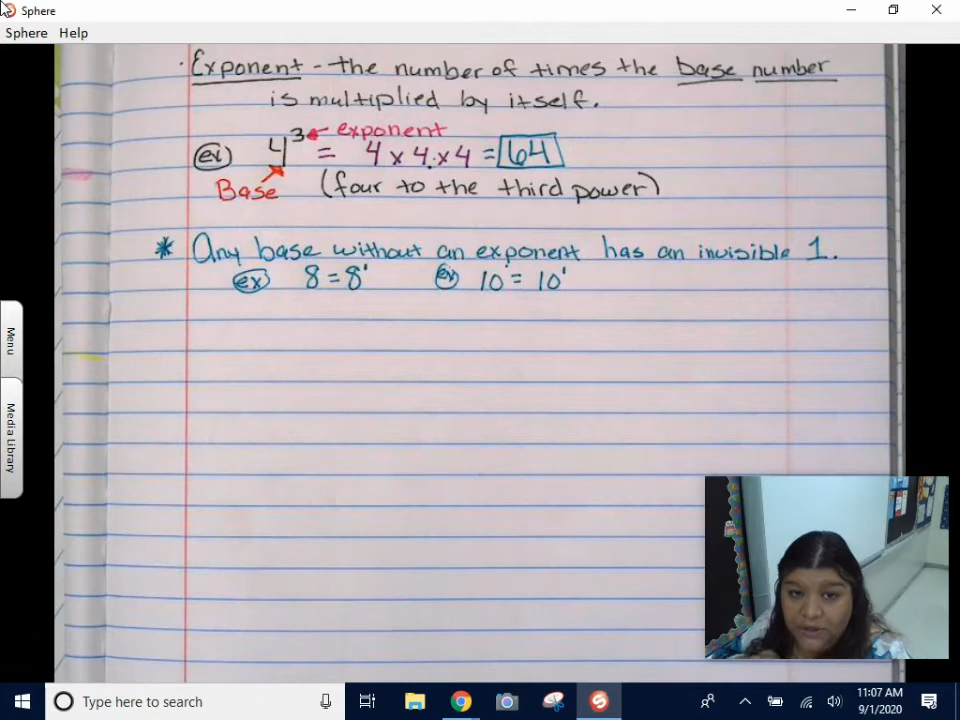 Sphere
Sphere Help
· Exponent - the number of times the base number
is multiplied by itself.
ex 4³ ← exponent = 4 x 4 x 4 = 64
Base (four to the third power)
* Any base without an exponent has an invisible 1.
ex 8 = 8¹ ex 10 = 10¹
Menu
Media Library
Type here to search
11:07 AM
9/1/2020